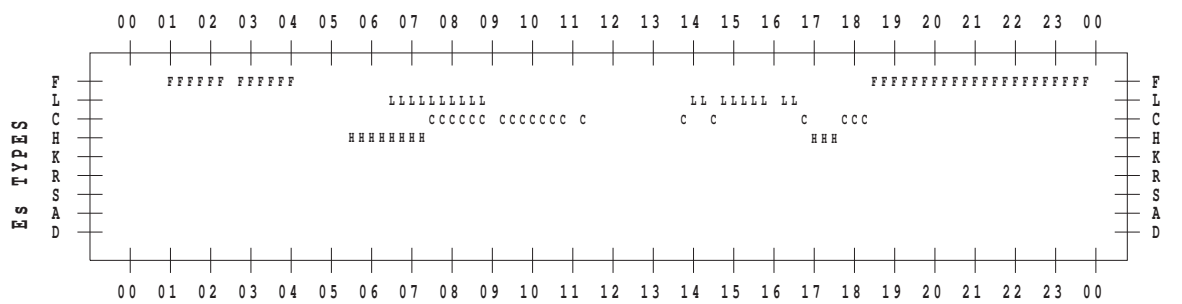 00 01 02 03 04 05 06 07 08 09 10 11 12 13 14 15 16 17 18 19 20 21 22 23 00
Es TYPES
F FFFFFF FFFFFF FFFFFFFFFFFFFFFFFFFFFF F
L LLLLLLLLLL LL LLLLL LL L
C CCCCCC CCCCCCC C C C C CCC C
H HHHHHHHH HHH H
K K
R R
S S
A A
D D
00 01 02 03 04 05 06 07 08 09 10 11 12 13 14 15 16 17 18 19 20 21 22 23 00